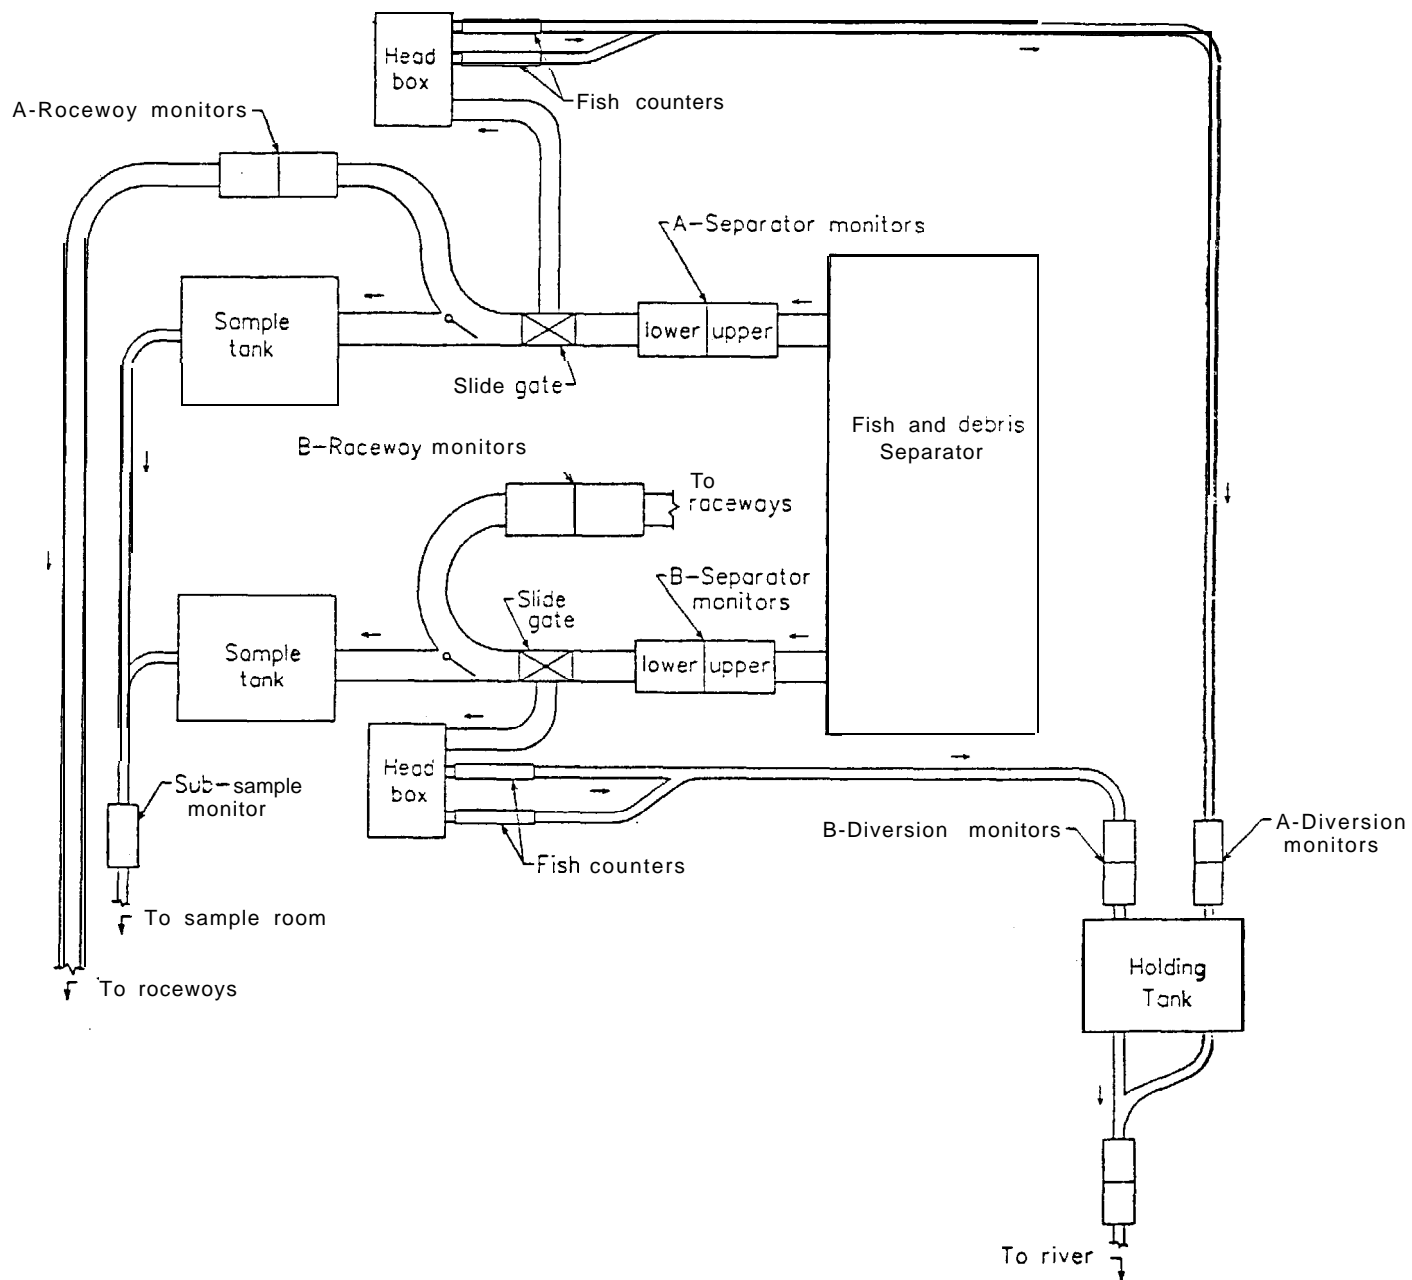 Head
box
Fish counters
A-Rocewoy monitors
A-Separator monitors
Sample
tank
lower upper
Slide gate
Fish and debris
Separator
B-Raceway monitors
To
raceways
B-Separator
monitors
Slide
gate
Sample
tank
lower upper
Head
box
Sub-sample
monitor
Fish counters
B-Diversion monitors
A-Diversion
monitors
To sample room
Holding
Tank
To rocewoys
To river